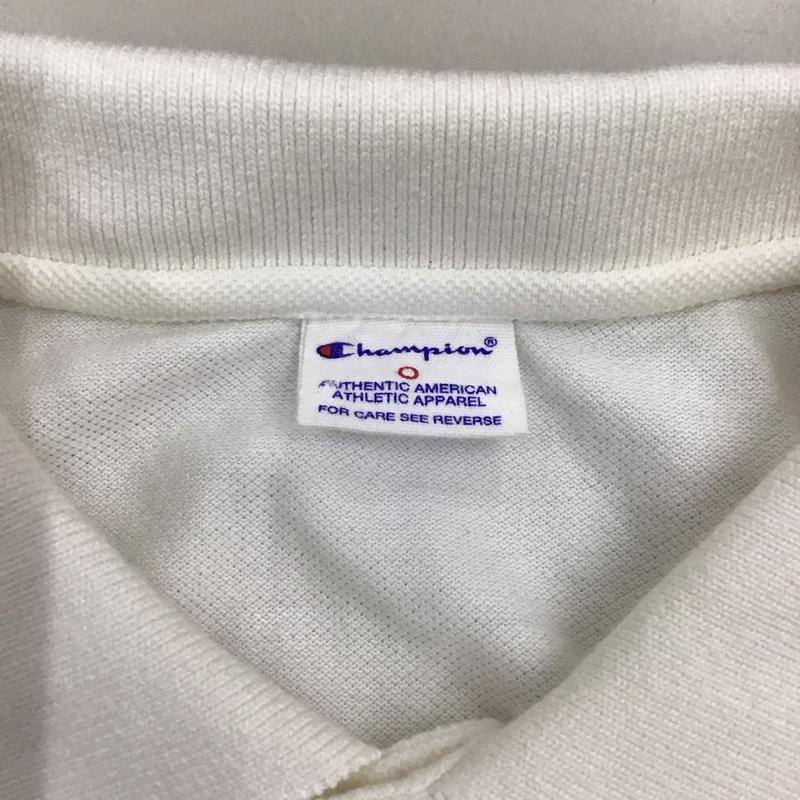 Champion®
O
AUTHENTIC AMERICAN
ATHLETIC APPAREL
FOR CARE SEE REVERSE